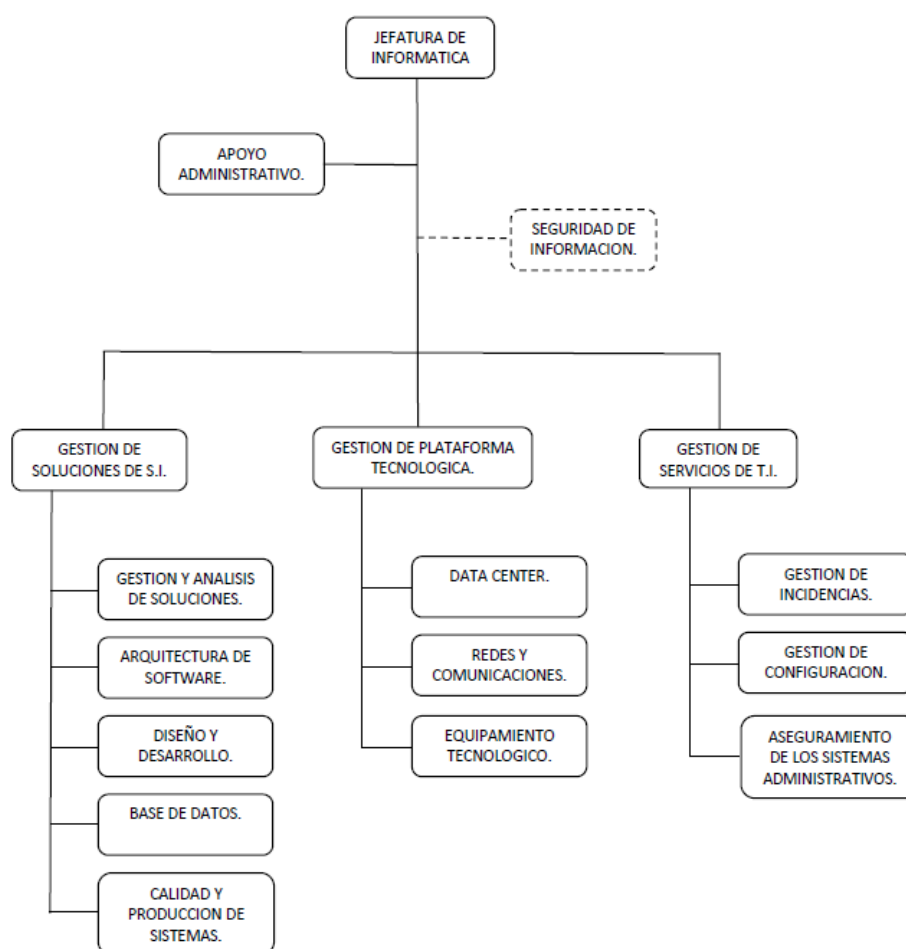 JEFATURA DE
INFORMATICA
APOYO
ADMINISTRATIVO.
SEGURIDAD DE
INFORMACION.
GESTION DE
SOLUCIONES DE S.I.
GESTION Y ANALISIS
DE SOLUCIONES.
ARQUITECTURA DE
SOFTWARE.
DISEÑO Y
DESARROLLO.
BASE DE DATOS.
CALIDAD Y
PRODUCCION DE
SISTEMAS.
GESTION DE PLATAFORMA
TECNOLOGICA.
DATA CENTER.
REDES Y
COMUNICACIONES.
EQUIPAMIENTO
TECNOLOGICO.
GESTION DE
SERVICIOS DE T.I.
GESTION DE
INCIDENCIAS.
GESTION DE
CONFIGURACION.
ASEGURAMIENTO
DE LOS SISTEMAS
ADMINISTRATIVOS.